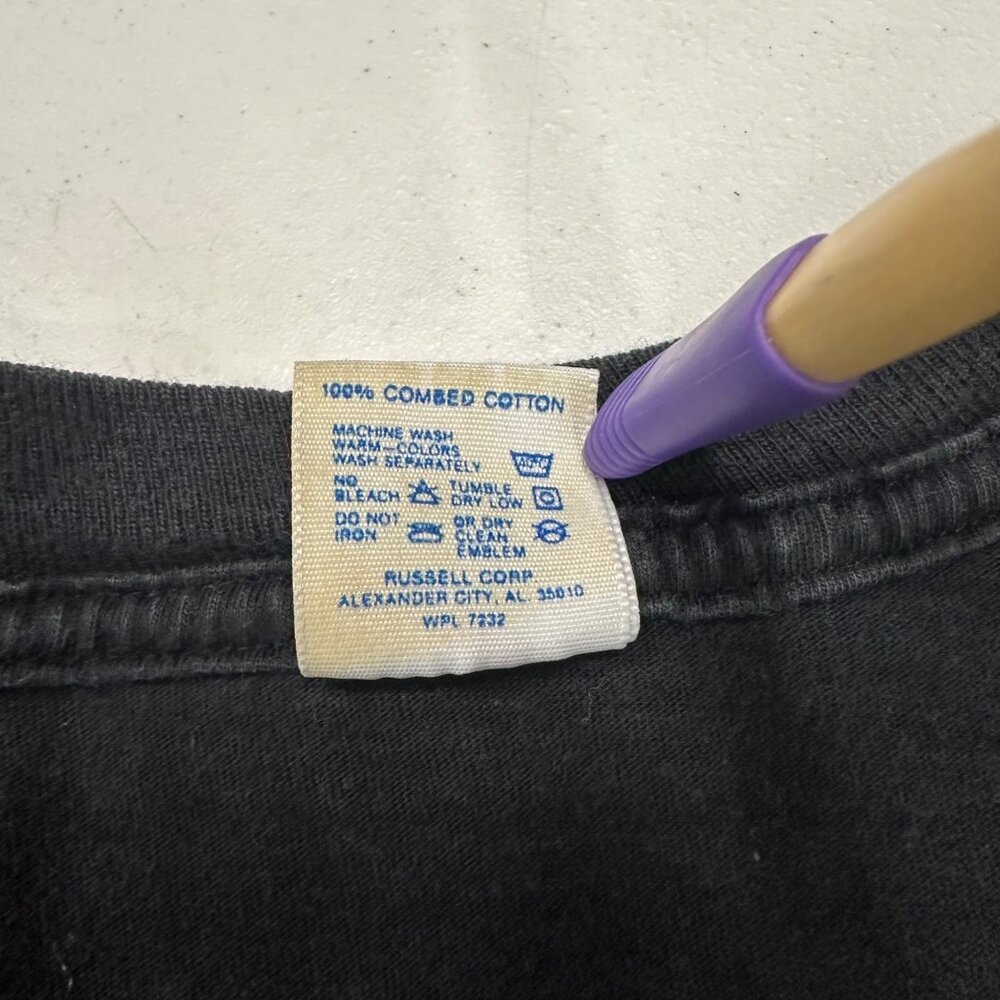 100% COMBED COTTON
MACHINE WASH
WARM-COLORS
WASH SEPARATELY
NO BLEACH
TUMBLE DRY LOW
DO NOT IRON
OR DRY CLEAN EMBLEM
RUSSELL CORP
ALEXANDER CITY, AL. 35010
WPL 7232